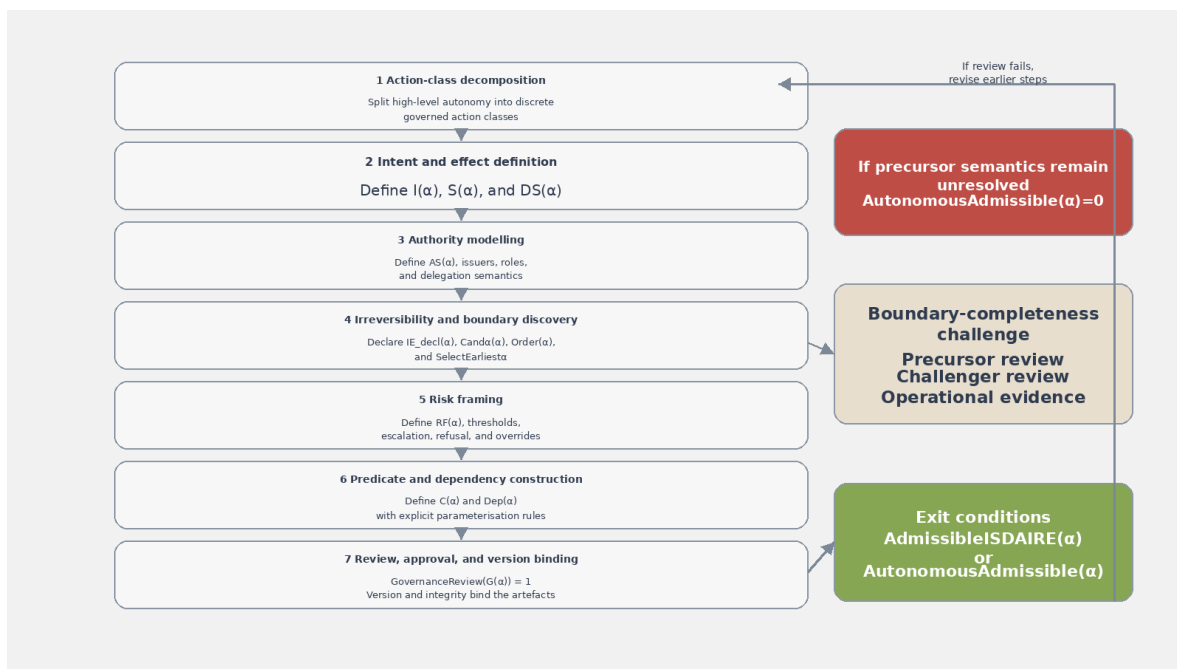 1 Action-class decomposition
Split high-level autonomy into discrete
governed action classes
2 Intent and effect definition
Define I(α), S(α), and DS(α)
3 Authority modelling
Define AS(α), issuers, roles,
and delegation semantics
4 Irreversibility and boundary discovery
Declare IE_decl(α), Candα(α), Order(α),
and SelectEarliestα
5 Risk framing
Define RF(α), thresholds,
escalation, refusal, and overrides
6 Predicate and dependency construction
Define C(α) and Dep(α)
with explicit parameterisation rules
7 Review, approval, and version binding
GovernanceReview(G(α)) = 1
Version and integrity bind the artefacts
If review fails,
revise earlier steps
If precursor semantics remain
unresolved
AutonomousAdmissible(α)=0
Boundary-completeness
challenge
Precursor review
Challenger review
Operational evidence
Exit conditions
AdmissibleISDAIRE(α)
or
AutonomousAdmissible(α)